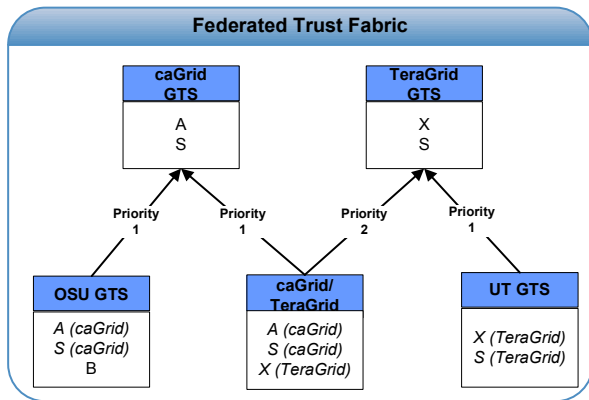 Federated Trust Fabric
caGrid
GTS
A
S
TeraGrid
GTS
X
S
Priority
1
Priority
1
Priority
2
Priority
1
OSU GTS
A (caGrid)
S (caGrid)
B
caGrid/
TeraGrid
A (caGrid)
S (caGrid)
X (TeraGrid)
UT GTS
X (TeraGrid)
S (TeraGrid)